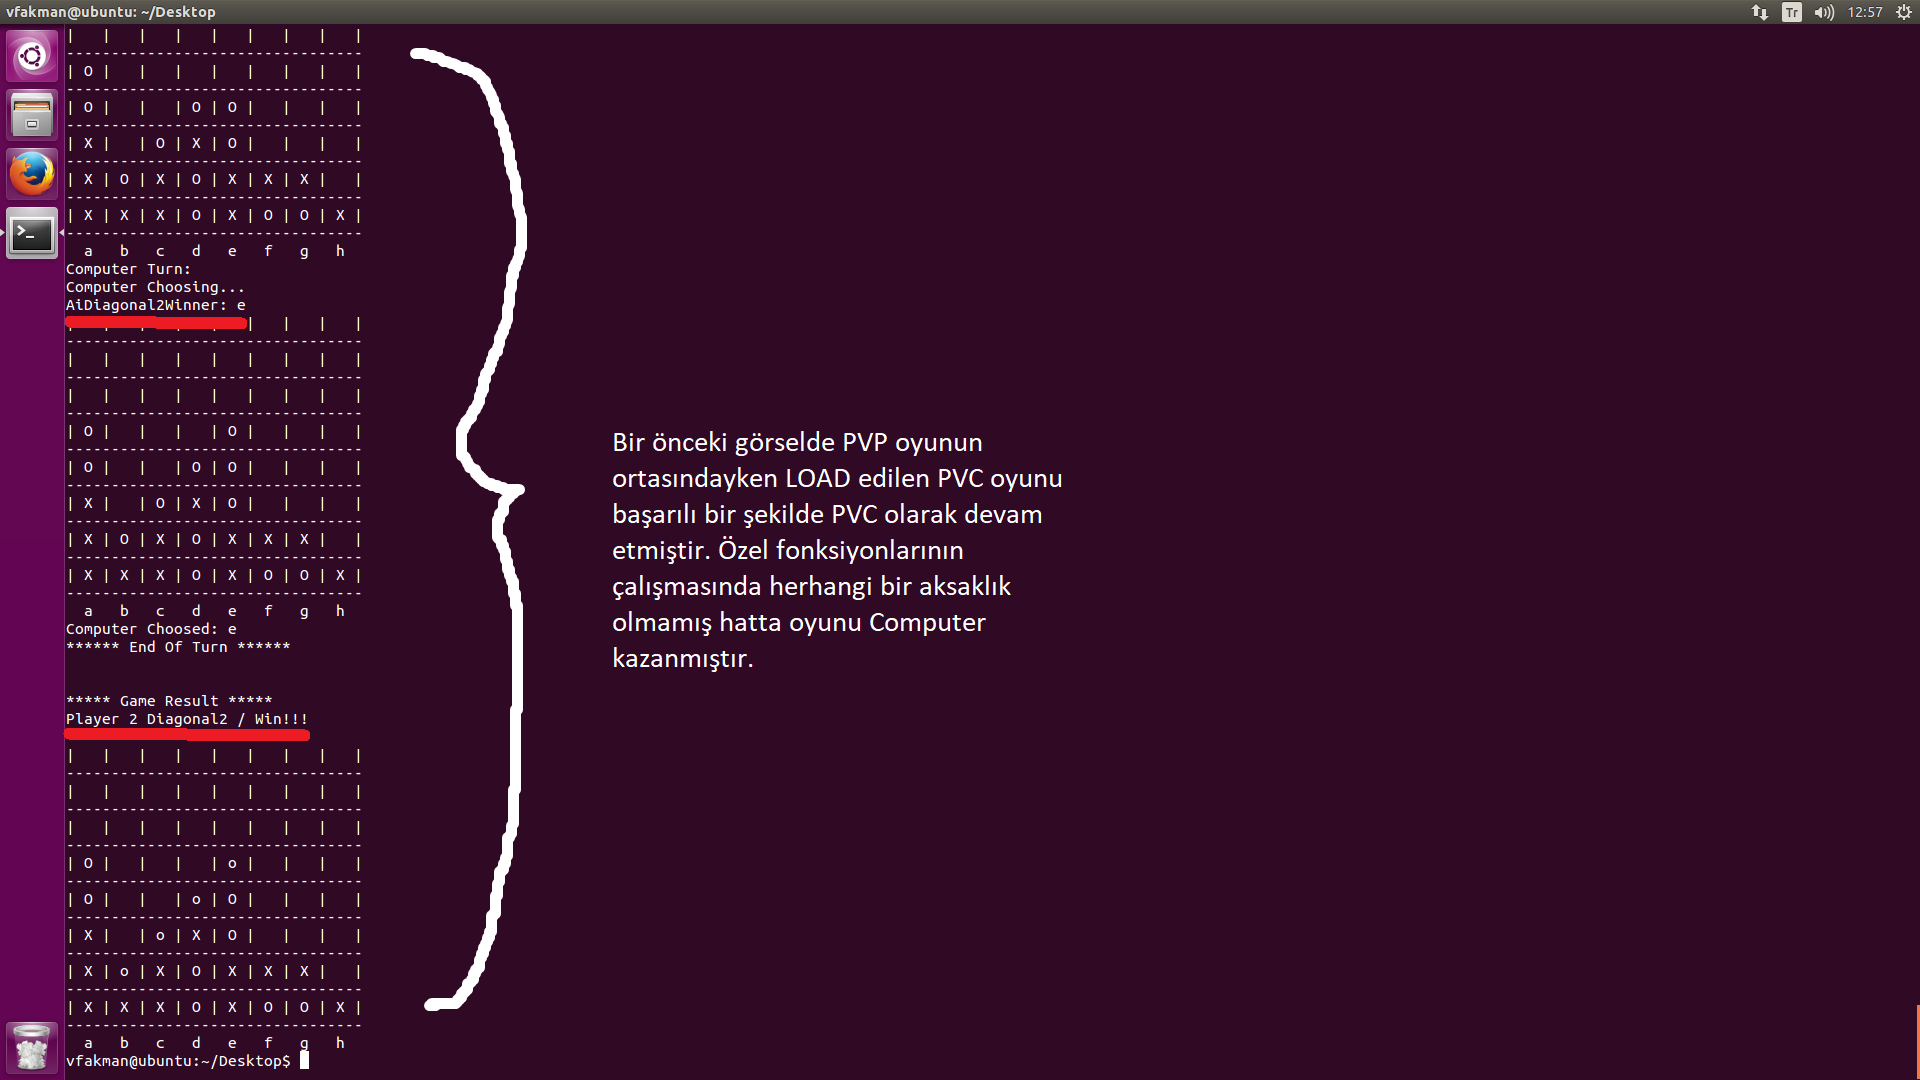 vfakman@ubuntu: ~/Desktop
Tr
12:57
|   |   |   |   |   |   |   |   |
---------------------------------
| O |   |   |   |   |   |   |   |
---------------------------------
| O |   |   | O | O |   |   |   |
---------------------------------
| X |   | O | X | O |   |   |   |
---------------------------------
| X | O | X | O | X | X | X |   |
---------------------------------
| X | X | X | O | X | O | O | X |
---------------------------------
  a   b   c   d   e   f   g   h
Computer Turn:
Computer Choosing...
AiDiagonal2Winner: e
|   |   |   |   |   |   |   |   |
---------------------------------
|   |   |   |   |   |   |   |   |
---------------------------------
|   |   |   |   |   |   |   |   |
---------------------------------
| O |   |   |   | O |   |   |   |
---------------------------------
| O |   |   | O | O |   |   |   |
---------------------------------
| X |   | O | X | O |   |   |   |
---------------------------------
| X | O | X | O | X | X | X |   |
---------------------------------
| X | X | X | O | X | O | O | X |
---------------------------------
  a   b   c   d   e   f   g   h
Computer Choosed: e
****** End Of Turn ******
***** Game Result *****
Player 2 Diagonal2 / Win!!!
|   |   |   |   |   |   |   |   |
---------------------------------
|   |   |   |   |   |   |   |   |
---------------------------------
|   |   |   |   |   |   |   |   |
---------------------------------
| O |   |   |   | o |   |   |   |
---------------------------------
| O |   |   | o | O |   |   |   |
---------------------------------
| X |   | o | X | O |   |   |   |
---------------------------------
| X | o | X | O | X | X | X |   |
---------------------------------
| X | X | X | O | X | O | O | X |
---------------------------------
  a   b   c   d   e   f   g   h
vfakman@ubuntu:~/Desktop$
Bir önceki görselde PVP oyunun
ortasındayken LOAD edilen PVC oyunu
başarılı bir şekilde PVC olarak devam
etmiştir. Özel fonksiyonlarının
çalışmasında herhangi bir aksaklık
olmamış hatta oyunu Computer
kazanmıştır.